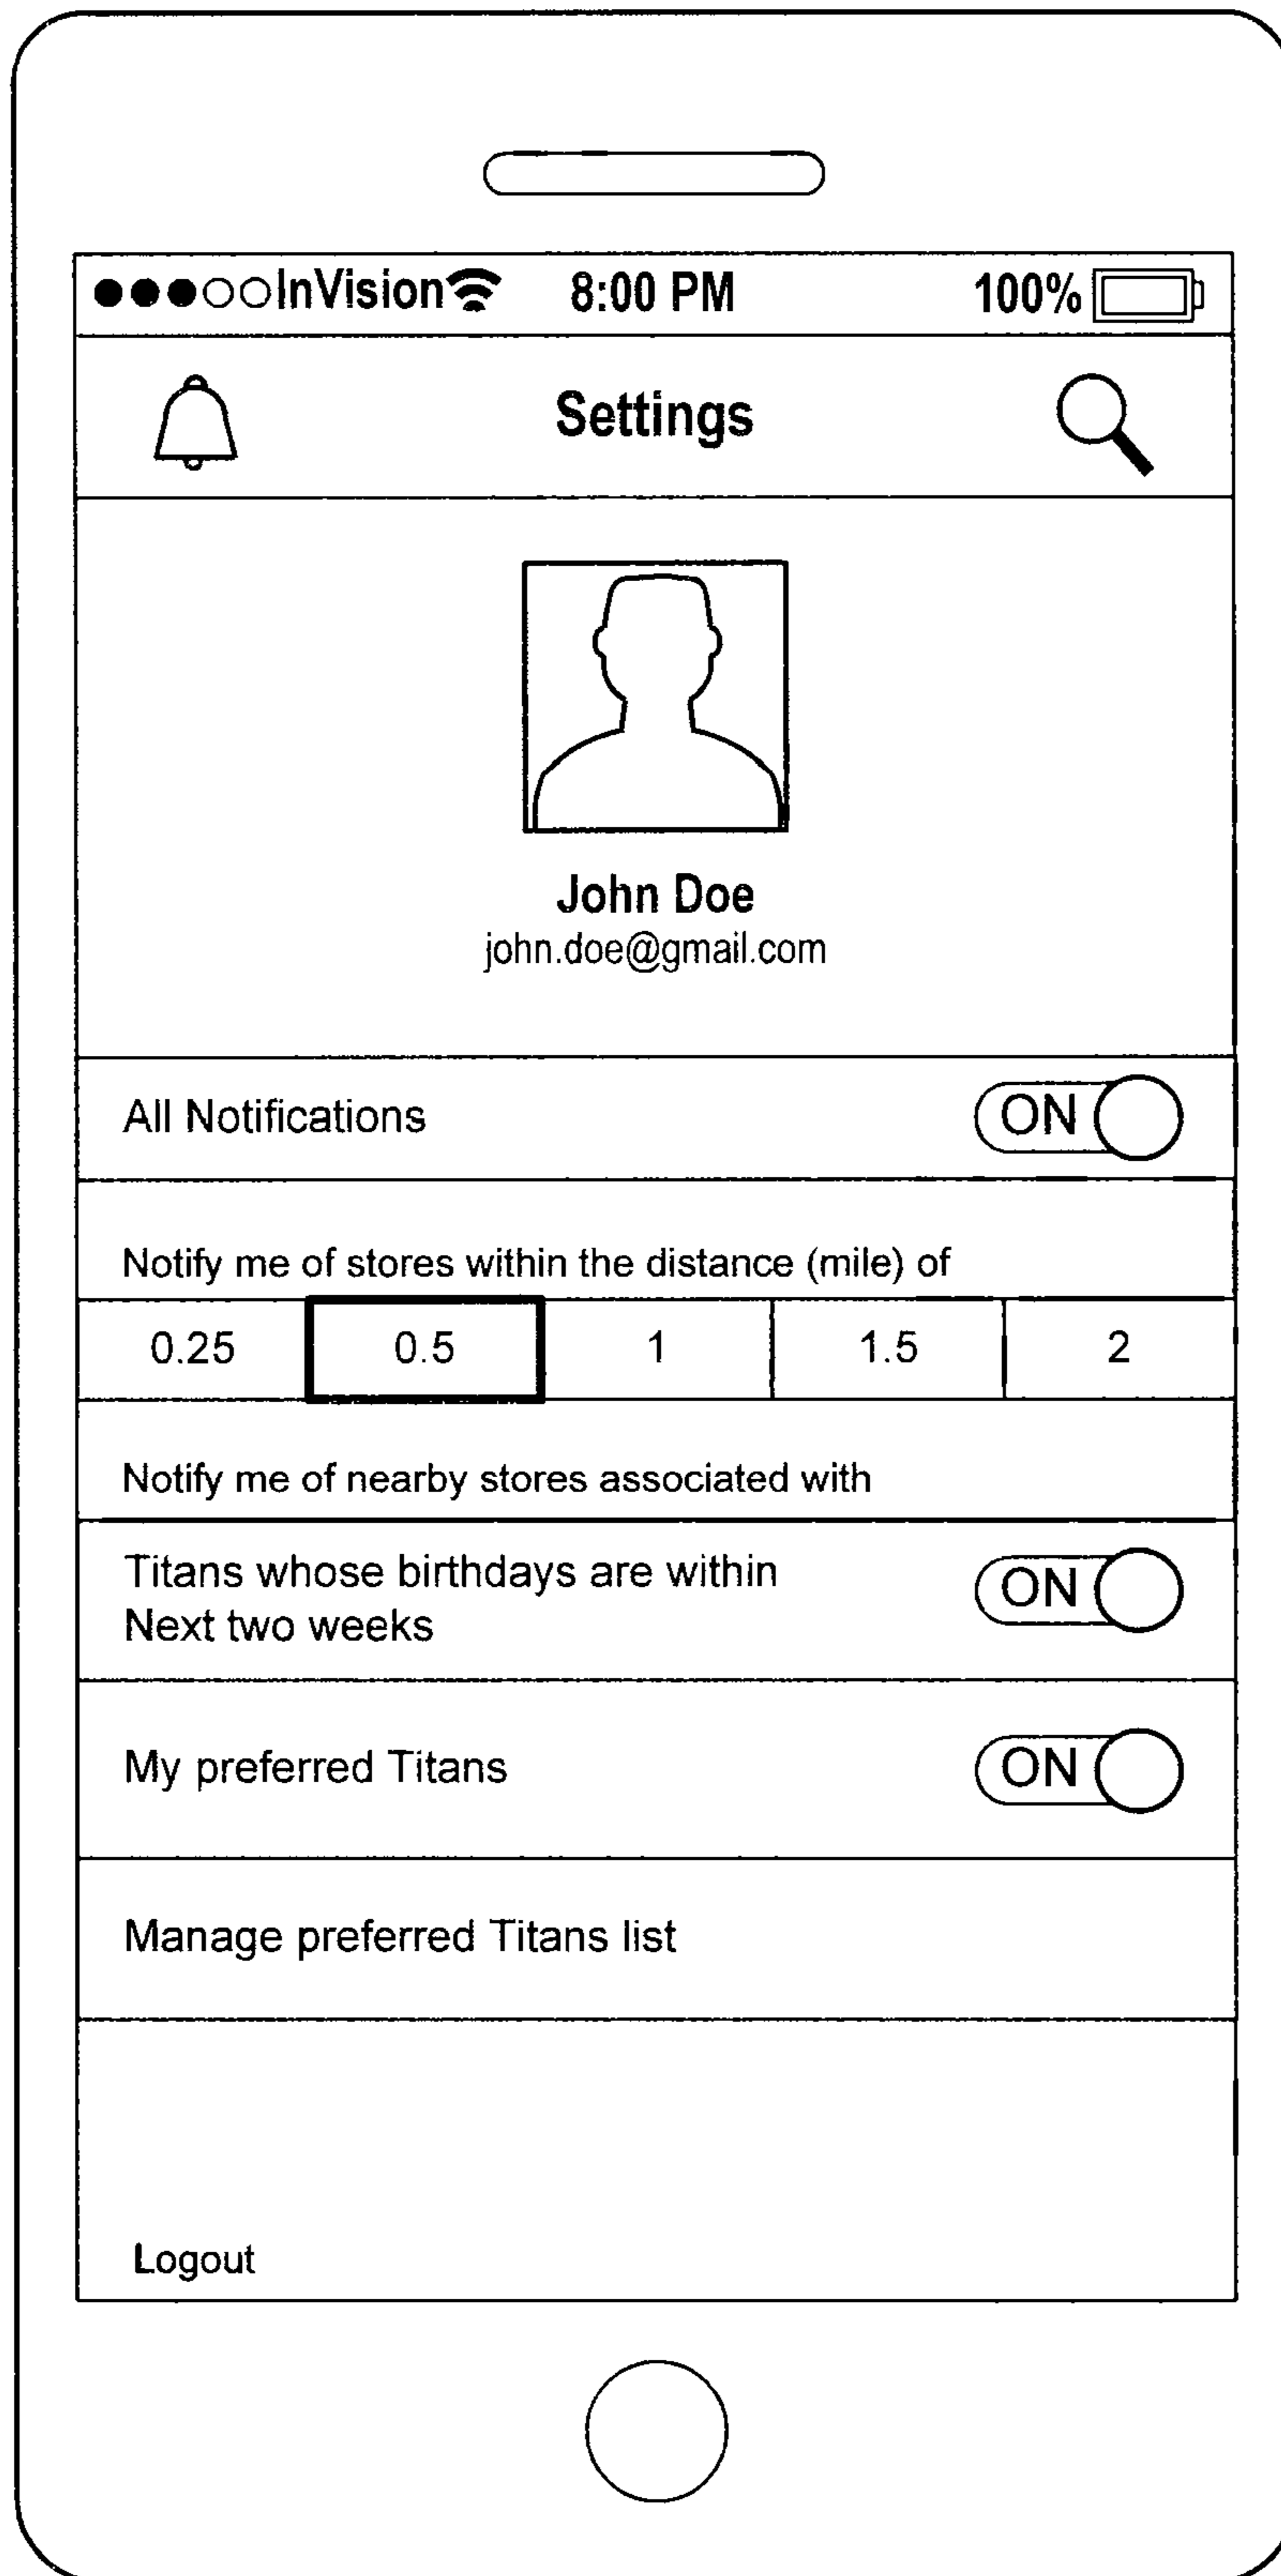 InVision 8:00 PM 100%
Settings
John Doe
john.doe@gmail.com
All Notifications ON
Notify me of stores within the distance (mile) of
0.25 0.5 1 1.5 2
Notify me of nearby stores associated with
Titans whose birthdays are within
Next two weeks ON
My preferred Titans ON
Manage preferred Titans list
Logout